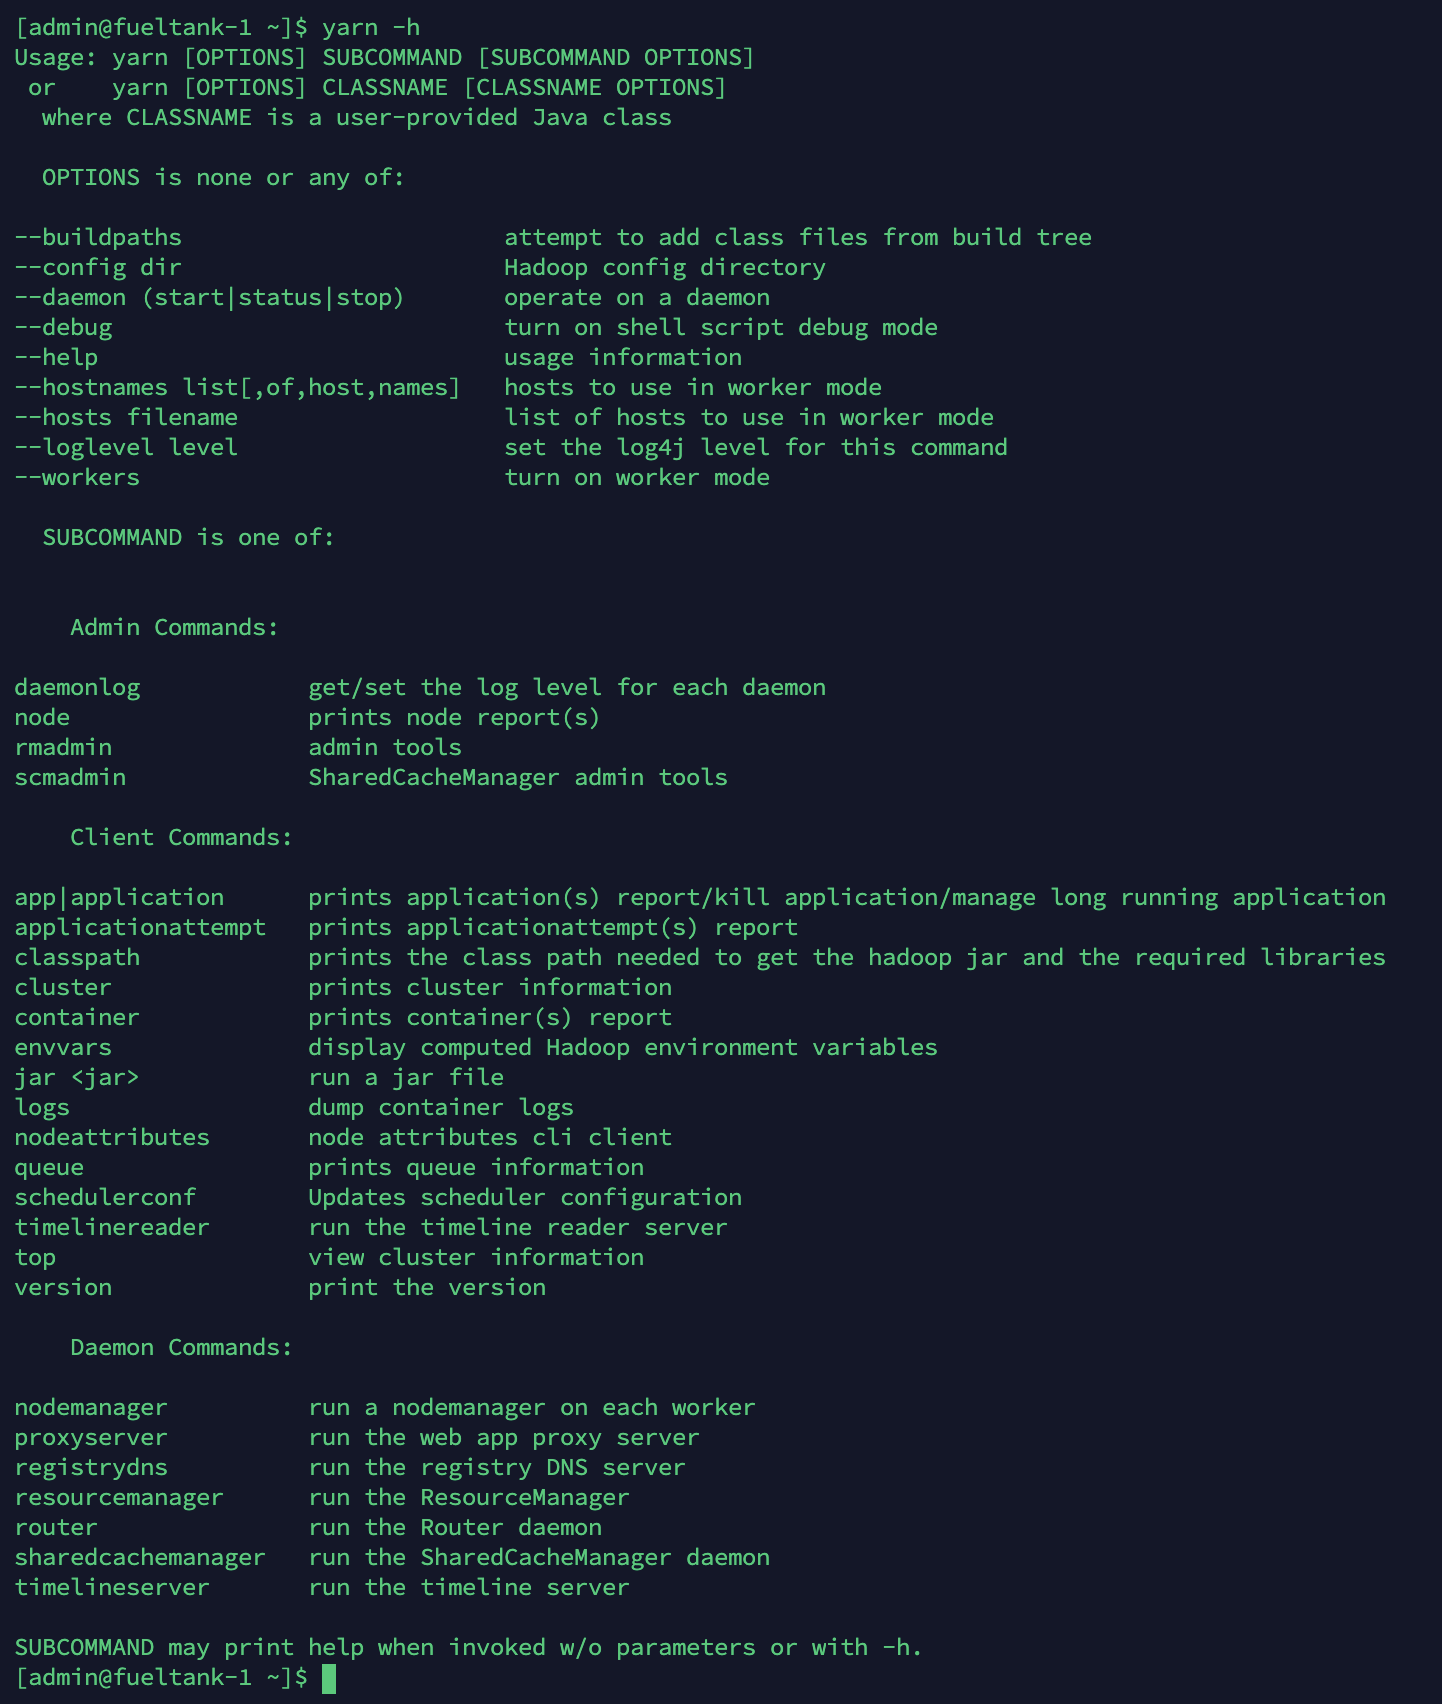 [admin@fueltank-1 ~]$ yarn -h
Usage: yarn [OPTIONS] SUBCOMMAND [SUBCOMMAND OPTIONS]
 or    yarn [OPTIONS] CLASSNAME [CLASSNAME OPTIONS]
  where CLASSNAME is a user-provided Java class

  OPTIONS is none or any of:

--buildpaths                       attempt to add class files from build tree
--config dir                       Hadoop config directory
--daemon (start|status|stop)       operate on a daemon
--debug                            turn on shell script debug mode
--help                             usage information
--hostnames list[,of,host,names]   hosts to use in worker mode
--hosts filename                   list of hosts to use in worker mode
--loglevel level                   set the log4j level for this command
--workers                          turn on worker mode

  SUBCOMMAND is one of:


    Admin Commands:

daemonlog            get/set the log level for each daemon
node                 prints node report(s)
rmadmin              admin tools
scmadmin             SharedCacheManager admin tools

    Client Commands:

app|application      prints application(s) report/kill application/manage long running application
applicationattempt   prints applicationattempt(s) report
classpath            prints the class path needed to get the hadoop jar and the required libraries
cluster              prints cluster information
container            prints container(s) report
envvars              display computed Hadoop environment variables
jar <jar>            run a jar file
logs                 dump container logs
nodeattributes       node attributes cli client
queue                prints queue information
schedulerconf        Updates scheduler configuration
timelinereader       run the timeline reader server
top                  view cluster information
version              print the version

    Daemon Commands:

nodemanager          run a nodemanager on each worker
proxyserver          run the web app proxy server
registrydns          run the registry DNS server
resourcemanager      run the ResourceManager
router               run the Router daemon
sharedcachemanager   run the SharedCacheManager daemon
timelineserver       run the timeline server

SUBCOMMAND may print help when invoked w/o parameters or with -h.
[admin@fueltank-1 ~]$